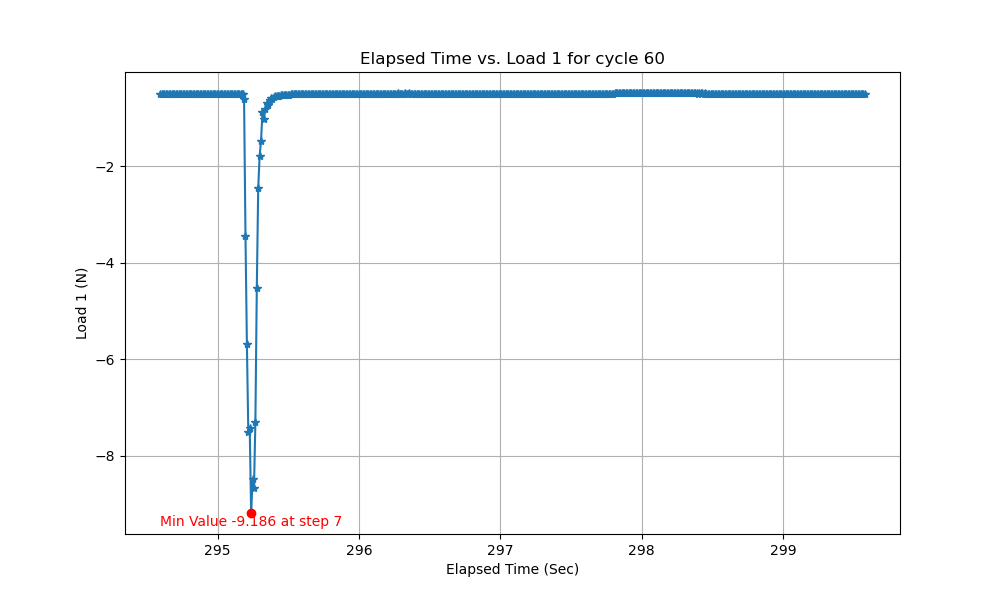 Elapsed Time vs. Load 1 for cycle 60
Load 1 (N)
−2
−4
−6
−8
Min Value -9.186 at step 7
295
296
297
298
299
Elapsed Time (Sec)